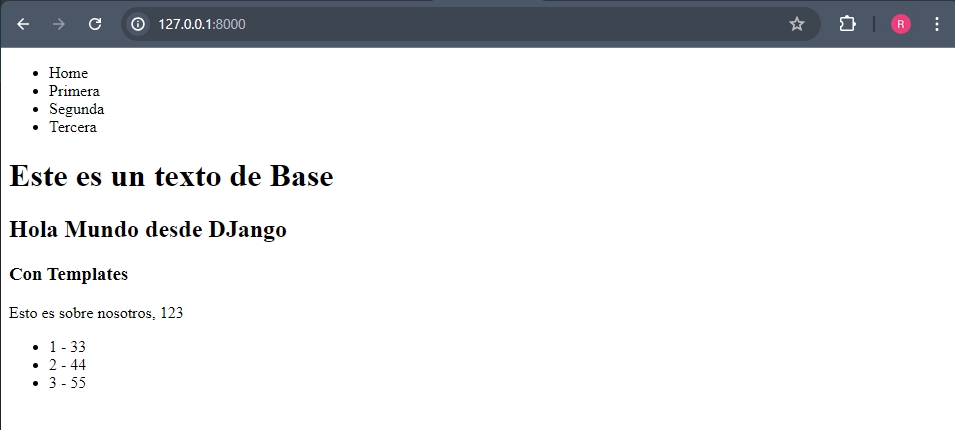 127.0.0.1:8000
R
Home
Primera
Segunda
Tercera
Este es un texto de Base
Hola Mundo desde DJango
Con Templates
Esto es sobre nosotros, 123
1 - 33
2 - 44
3 - 55